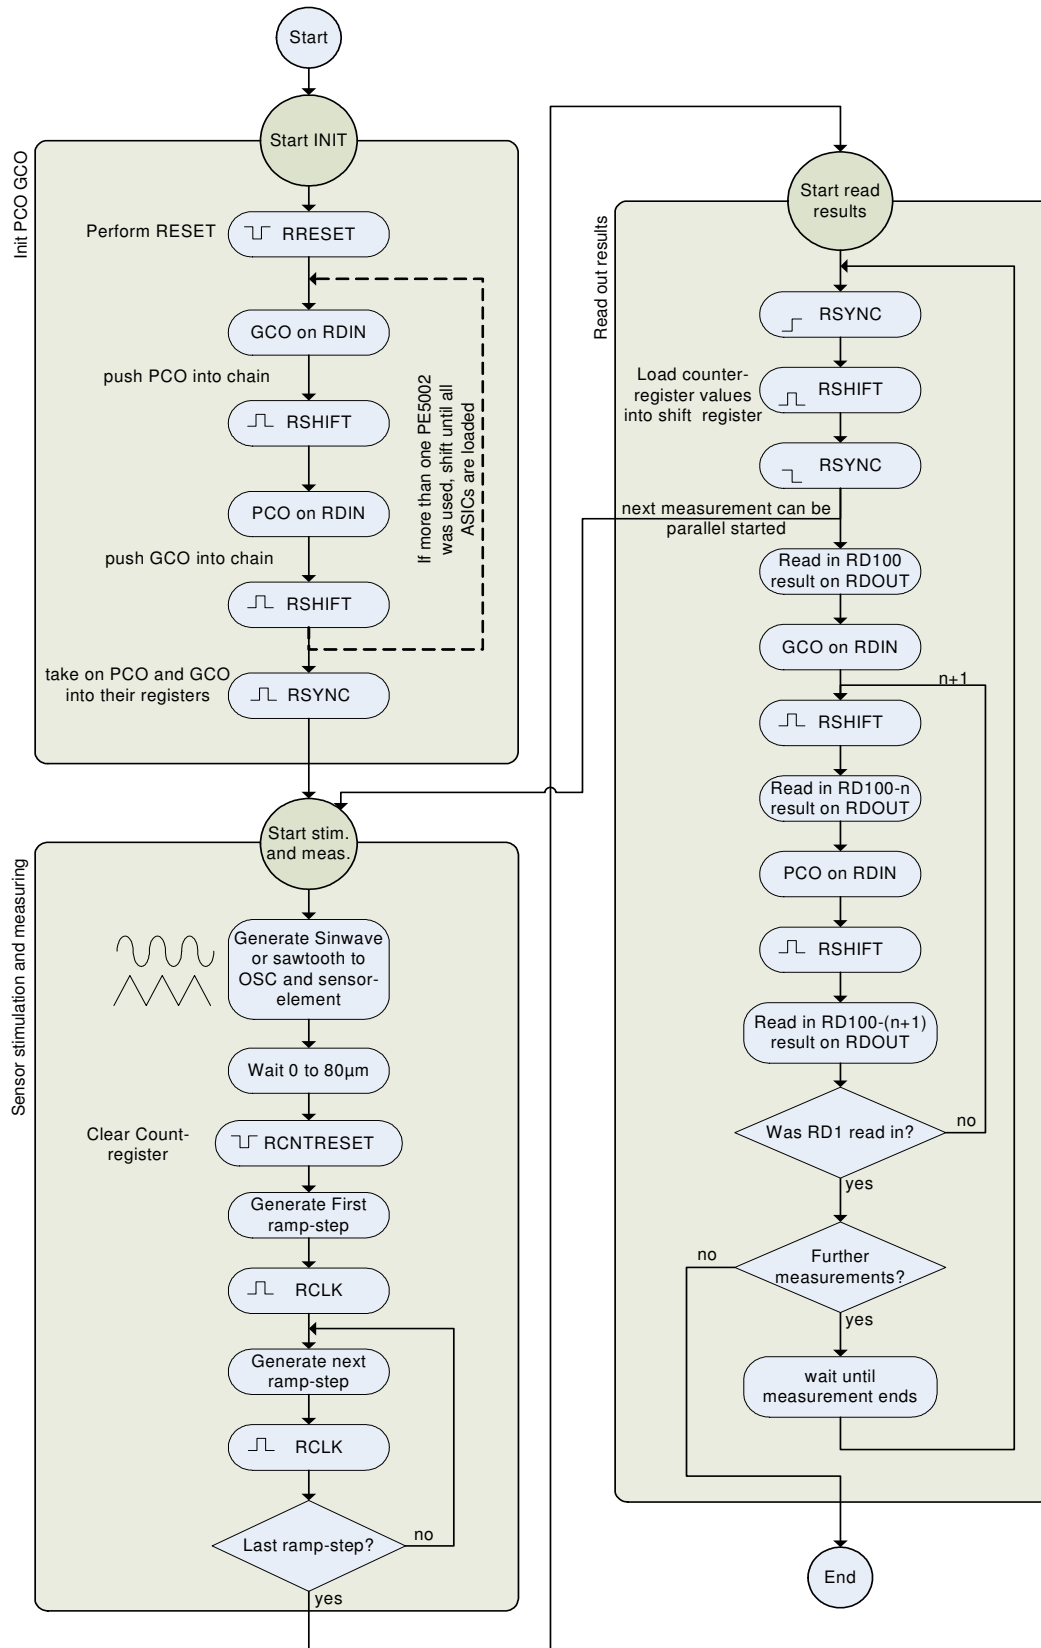 Start
Start INIT
Init PCO GCO
Perform RESET
RRESET
GCO on RDIN
push PCO into chain
RSHIFT
If more than one PE5002
was used, shift until all
ASICs are loaded
PCO on RDIN
push GCO into chain
RSHIFT
take on PCO and GCO
into their registers
RSYNC
Start stim.
and meas.
Sensor stimulation and measuring
Generate Sinwave
or sawtooth to
OSC and sensor-
element
Wait 0 to 80µm
Clear Count-
register
RCNTRESET
Generate First
ramp-step
RCLK
Generate next
ramp-step
RCLK
Last ramp-step?
no
yes
Start read
results
Read out results
RSYNC
Load counter-
register values
into shift register
RSHIFT
RSYNC
next measurement can be
parallel started
Read in RD100
result on RDOUT
GCO on RDIN
n+1
RSHIFT
Read in RD100-n
result on RDOUT
PCO on RDIN
RSHIFT
Read in RD100-(n+1)
result on RDOUT
Was RD1 read in?
no
yes
Further
measurements?
no
yes
wait until
measurement ends
End